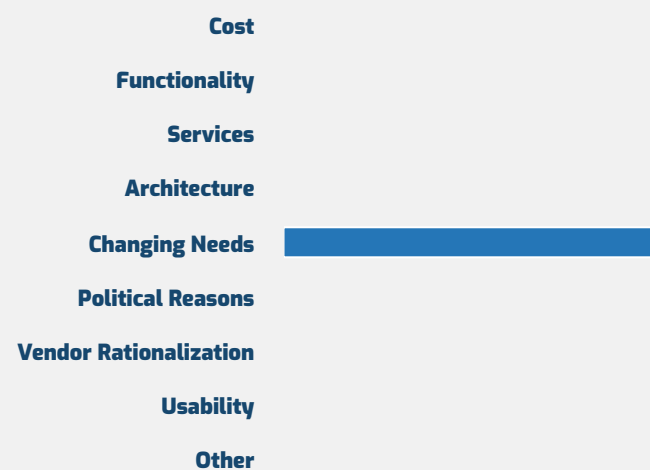 Cost
Functionality
Services
Architecture
Changing Needs
Political Reasons
Vendor Rationalization
Usability
Other